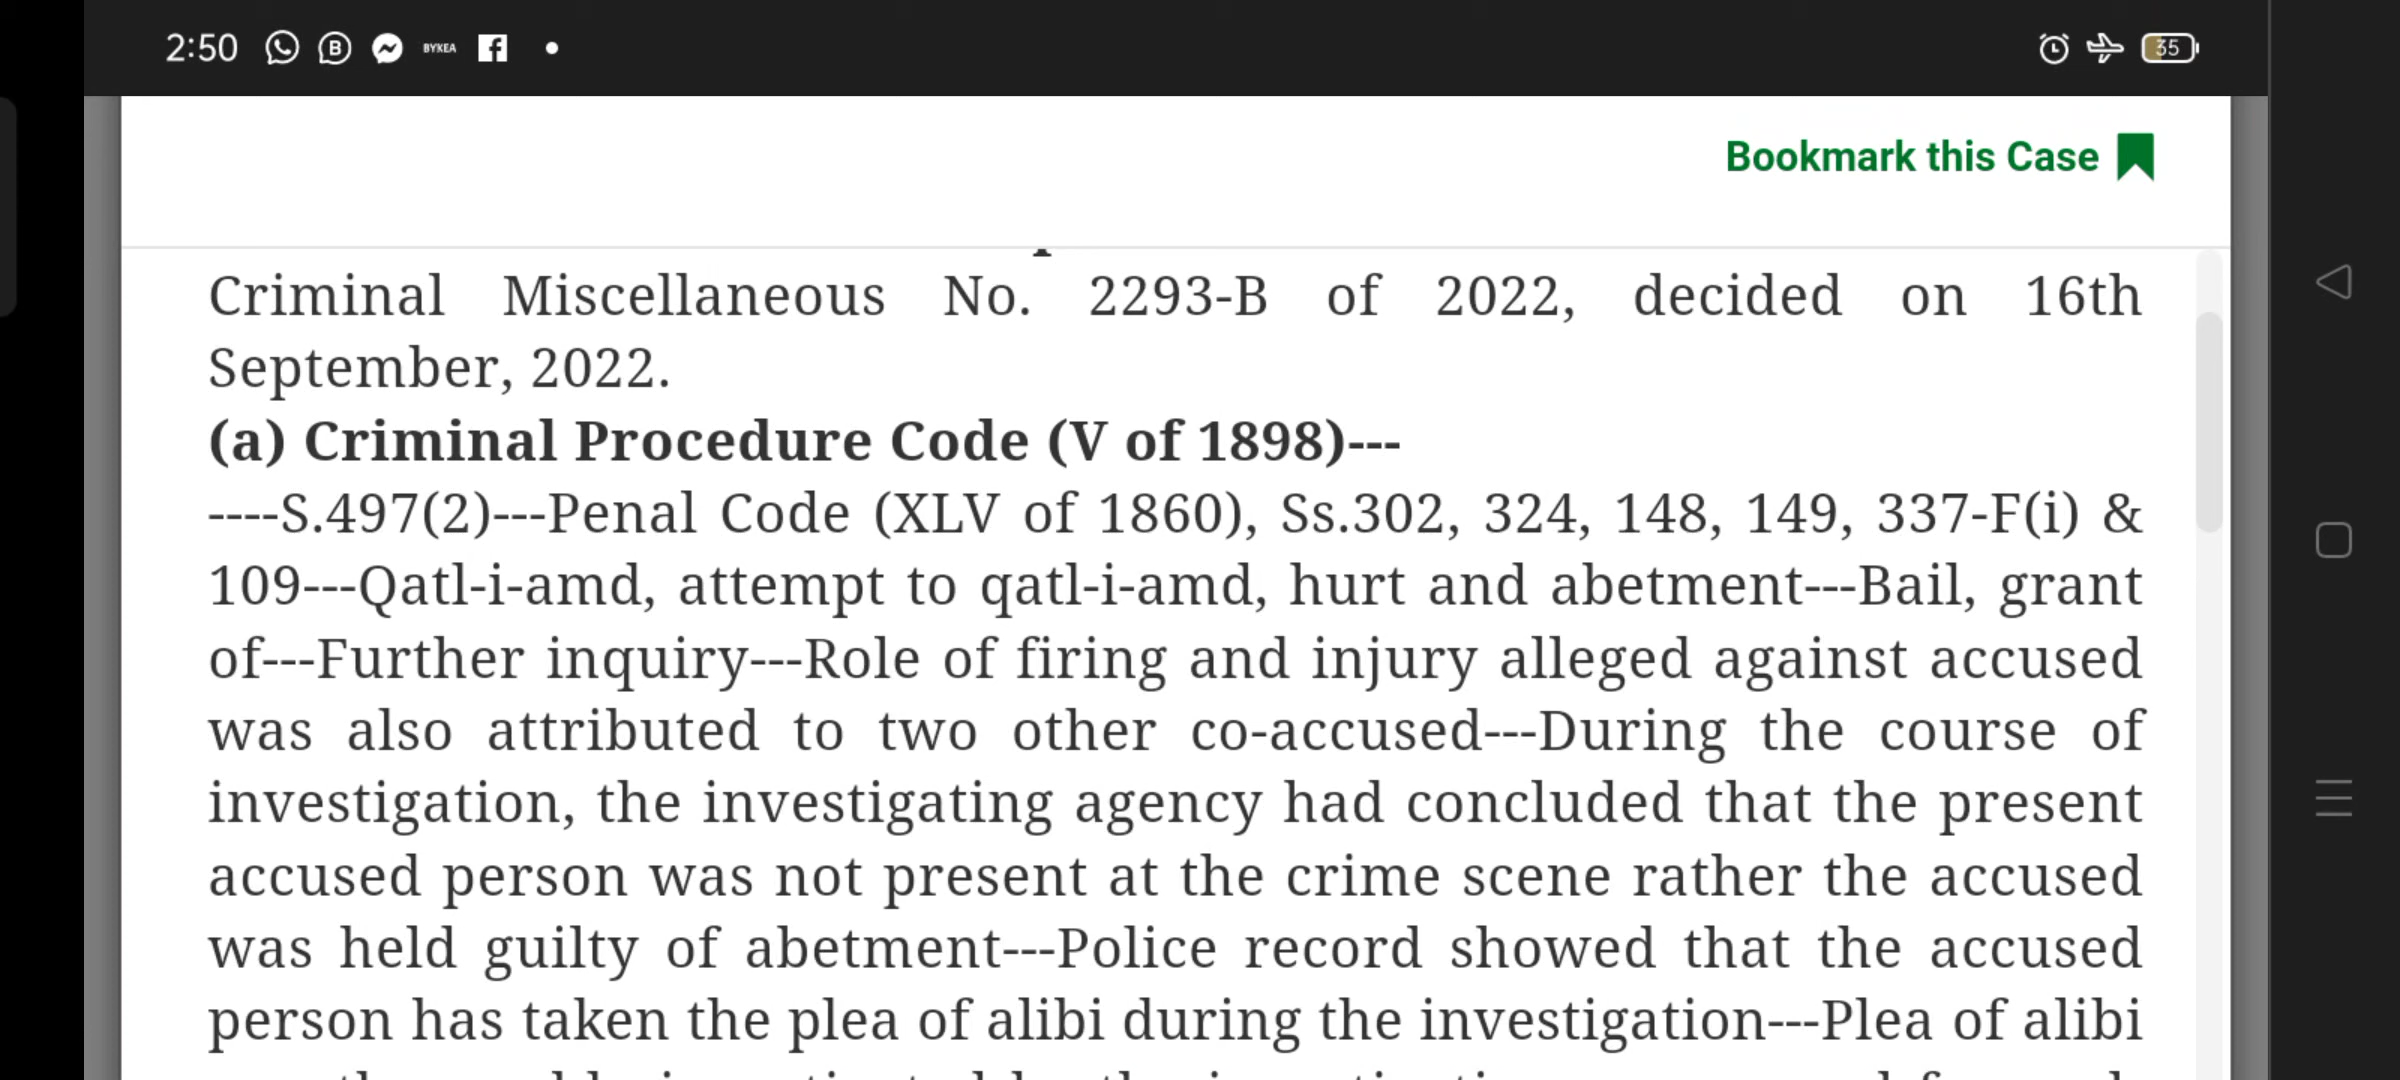 2:50 BYKEA 35
Bookmark this Case
Criminal Miscellaneous No. 2293-B of 2022, decided on 16th
September, 2022.
(a) Criminal Procedure Code (V of 1898)---
----S.497(2)---Penal Code (XLV of 1860), Ss.302, 324, 148, 149, 337-F(i) &
109---Qatl-i-amd, attempt to qatl-i-amd, hurt and abetment---Bail, grant
of---Further inquiry---Role of firing and injury alleged against accused
was also attributed to two other co-accused---During the course of
investigation, the investigating agency had concluded that the present
accused person was not present at the crime scene rather the accused
was held guilty of abetment---Police record showed that the accused
person has taken the plea of alibi during the investigation---Plea of alibi